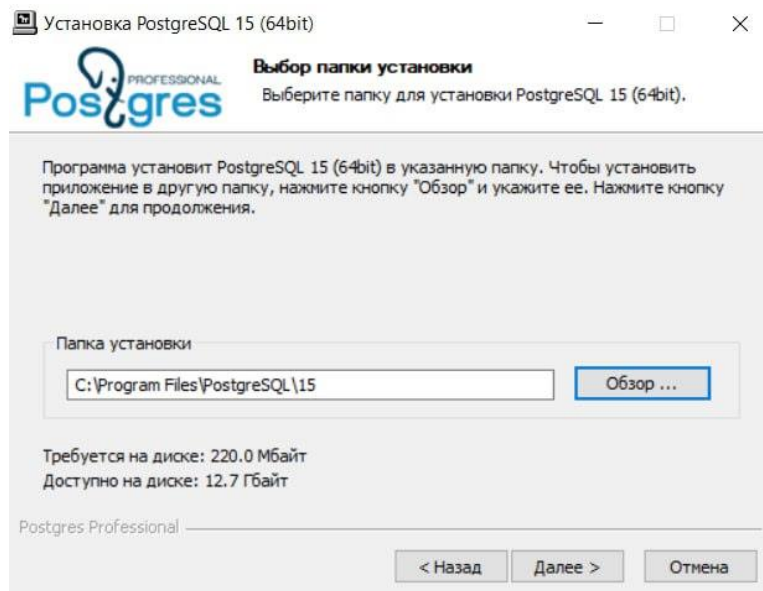 Установка PostgreSQL 15 (64bit)
PROFESSIONAL
Postgres
Выбор папки установки
Выберите папку для установки PostgreSQL 15 (64bit).
Программа установит PostgreSQL 15 (64bit) в указанную папку. Чтобы установить
приложение в другую папку, нажмите кнопку "Обзор" и укажите ее. Нажмите кнопку
"Далее" для продолжения.
Папка установки
C:\Program Files\PostgreSQL\15
Обзор ...
Требуется на диске: 220.0 Мбайт
Доступно на диске: 12.7 Гбайт
Postgres Professional
< Назад
Далее >
Отмена